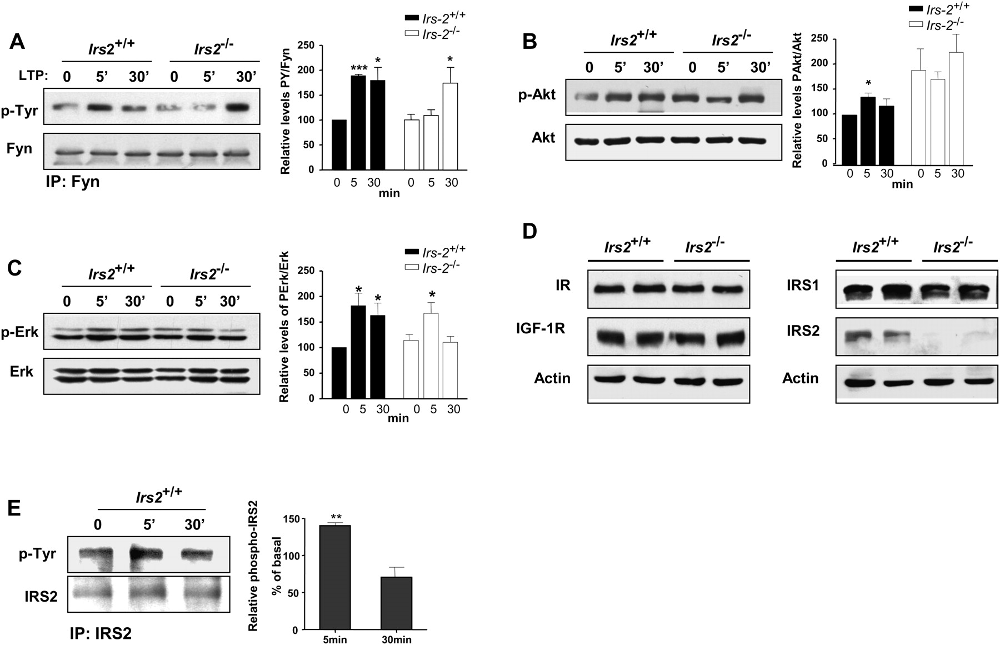 A
Irs2+/+ Irs2-/-
LTP: 0 5’ 30’ 0 5’ 30’
p-Tyr
Fyn
IP: Fyn
Irs-2+/+
Irs-2-/-
Relative levels PY/Fyn
250
200
150
100
50
0
*** * *
0 5 30 0 5 30
min
B
Irs2+/+ Irs2-/-
0 5’ 30’ 0 5’ 30’
p-Akt
Akt
Irs-2+/+
Irs-2-/-
Relative levels PAkt/Akt
250
200
150
100
50
0
*
0 5 30 0 5 30
min
C
Irs2+/+ Irs2-/-
0 5’ 30’ 0 5’ 30’
p-Erk
Erk
Irs-2+/+
Irs-2-/-
Relative levels of PErk/Erk
250
200
150
100
50
0
* * *
0 5 30 0 5 30
min
D
Irs2+/+ Irs2-/-
IR
IGF-1R
Actin
Irs2+/+ Irs2-/-
IRS1
IRS2
Actin
E
Irs2+/+
0 5’ 30’
p-Tyr
IRS2
IP: IRS2
Relative phospho-IRS2
% of basal
150
100
50
0
**
5min 30min